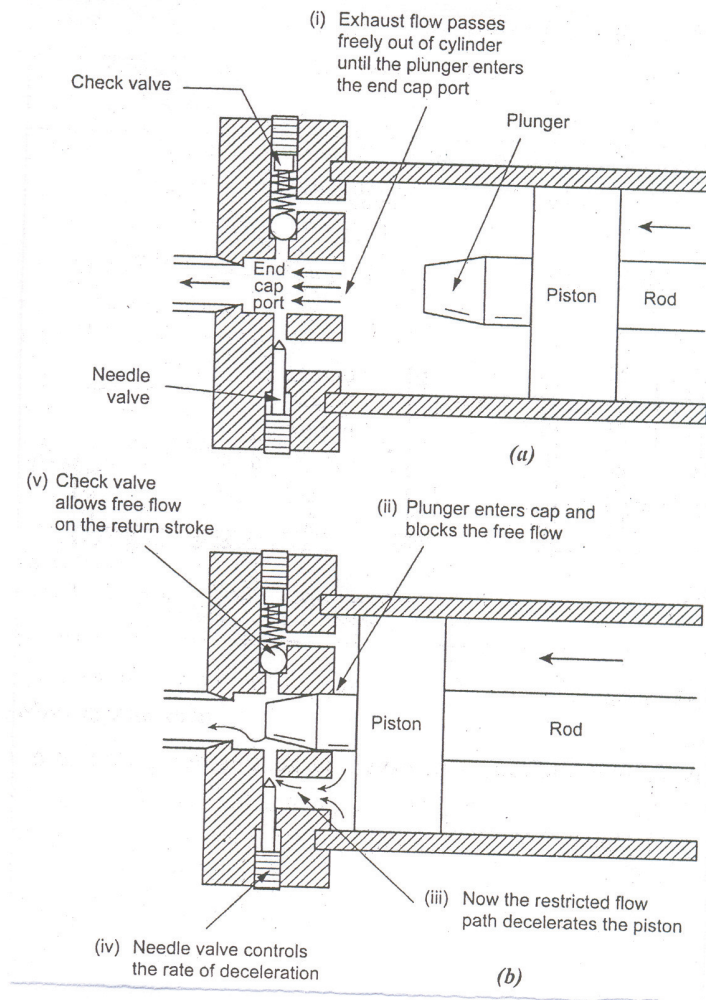 (i) Exhaust flow passes
freely out of cylinder
until the plunger enters
the end cap port
Check valve
Plunger
End
cap
port
Piston
Rod
Needle
valve
(a)
(v) Check valve
allows free flow
on the return stroke
(ii) Plunger enters cap and
blocks the free flow
Piston
Rod
(iii) Now the restricted flow
path decelerates the piston
(iv) Needle valve controls
the rate of deceleration
(b)